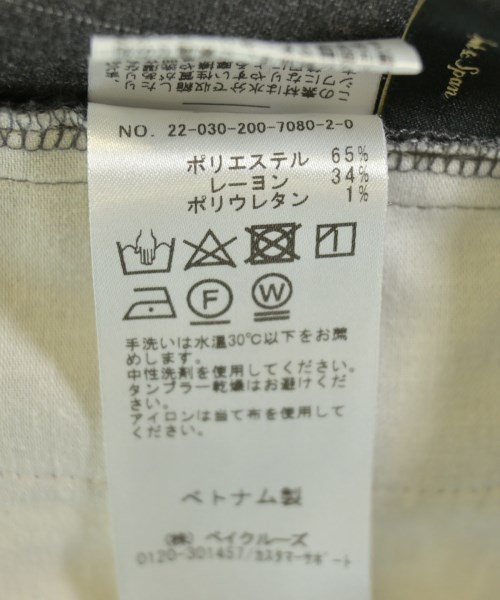 Span
NO. 22-030-200-7080-2-0
ポリエステル 65%
レーヨン 34%
ポリウレタン 1%
F
W
手洗いは水温30℃以下をお薦
めします。
中性洗剤を使用してください。
タンブラー乾燥はお避けくだ
さい。
アイロンは当て布を使用して
ください。
ベトナム製
(株) ベイクルーズ
0120-301457/カスタマーサポート